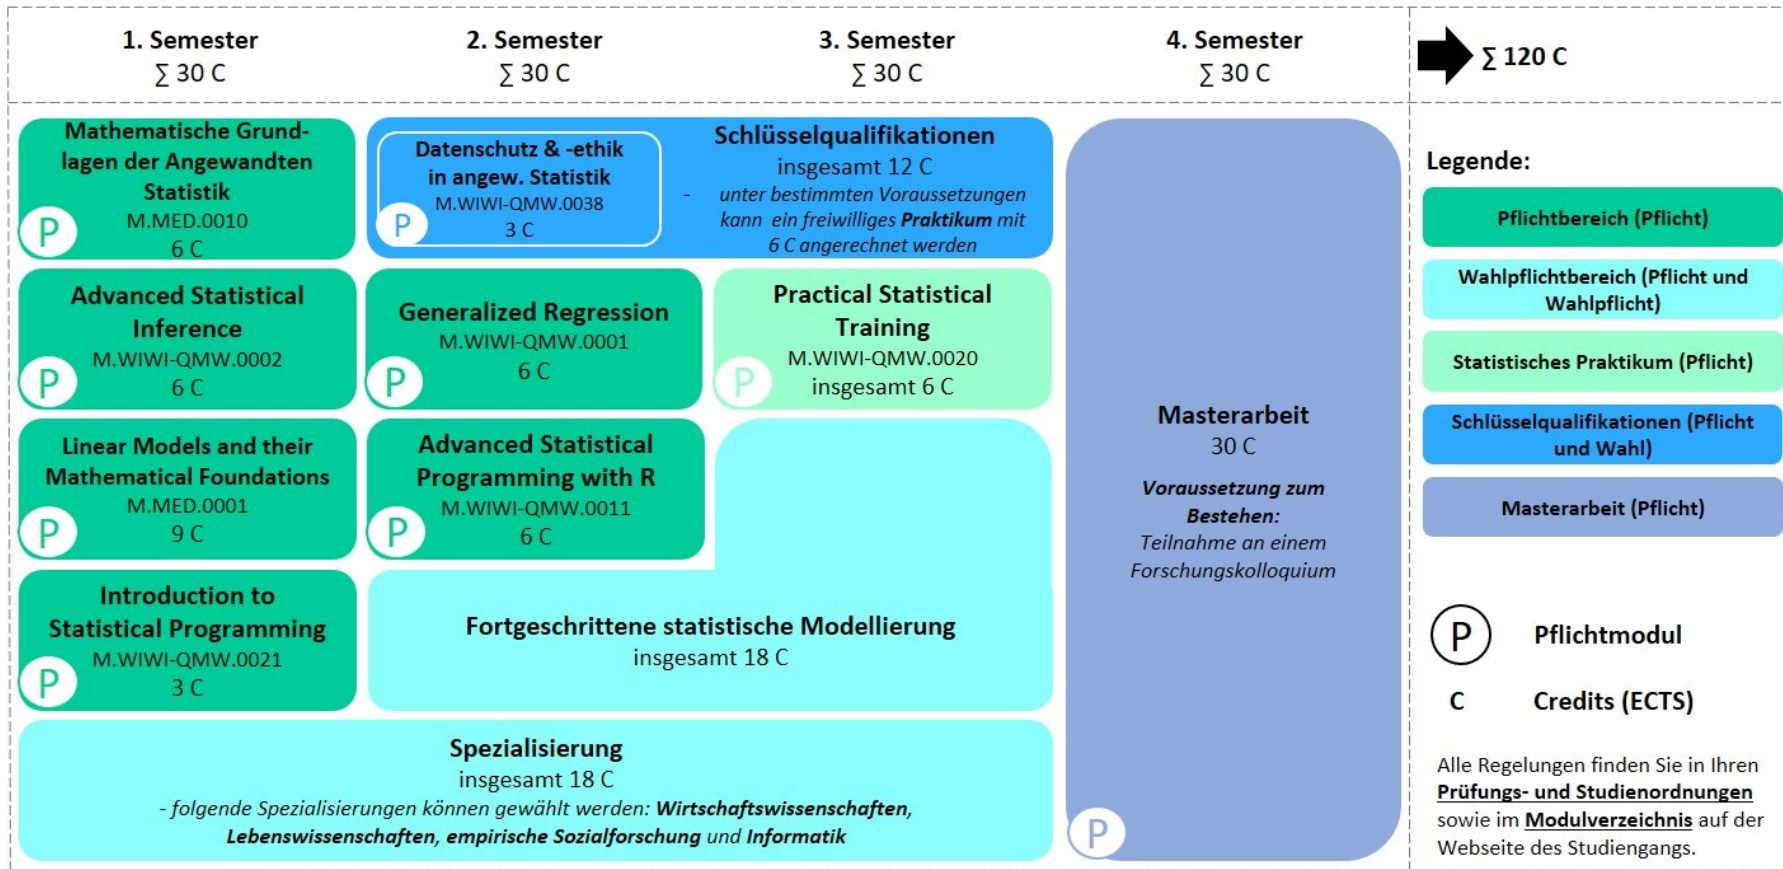 1. Semester
∑ 30 C
2. Semester
∑ 30 C
3. Semester
∑ 30 C
4. Semester
∑ 30 C
∑ 120 C
Mathematische Grund-
lagen der Angewandten
Statistik
M.MED.0010
6 C
P
Datenschutz & -ethik
in angew. Statistik
M.WIWI-QMW.0038
3 C
P
Schlüsselqualifikationen
insgesamt 12 C
- unter bestimmten Voraussetzungen
kann ein freiwilliges Praktikum mit
6 C angerechnet werden
Advanced Statistical
Inference
M.WIWI-QMW.0002
6 C
P
Generalized Regression
M.WIWI-QMW.0001
6 C
P
Practical Statistical
Training
M.WIWI-QMW.0020
insgesamt 6 C
P
Linear Models and their
Mathematical Foundations
M.MED.0001
9 C
P
Advanced Statistical
Programming with R
M.WIWI-QMW.0011
6 C
P
Introduction to
Statistical Programming
M.WIWI-QMW.0021
3 C
P
Fortgeschrittene statistische Modellierung
insgesamt 18 C
Spezialisierung
insgesamt 18 C
- folgende Spezialisierungen können gewählt werden: Wirtschaftswissenschaften,
Lebenswissenschaften, empirische Sozialforschung und Informatik
Masterarbeit
30 C
Voraussetzung zum
Bestehen:
Teilnahme an einem
Forschungskolloquium
P
Legende:
Pflichtbereich (Pflicht)
Wahlpflichtbereich (Pflicht und
Wahlpflicht)
Statistisches Praktikum (Pflicht)
Schlüsselqualifikationen (Pflicht
und Wahl)
Masterarbeit (Pflicht)
P Pflichtmodul
C Credits (ECTS)
Alle Regelungen finden Sie in Ihren
Prüfungs- und Studienordnungen
sowie im Modulverzeichnis auf der
Webseite des Studiengangs.